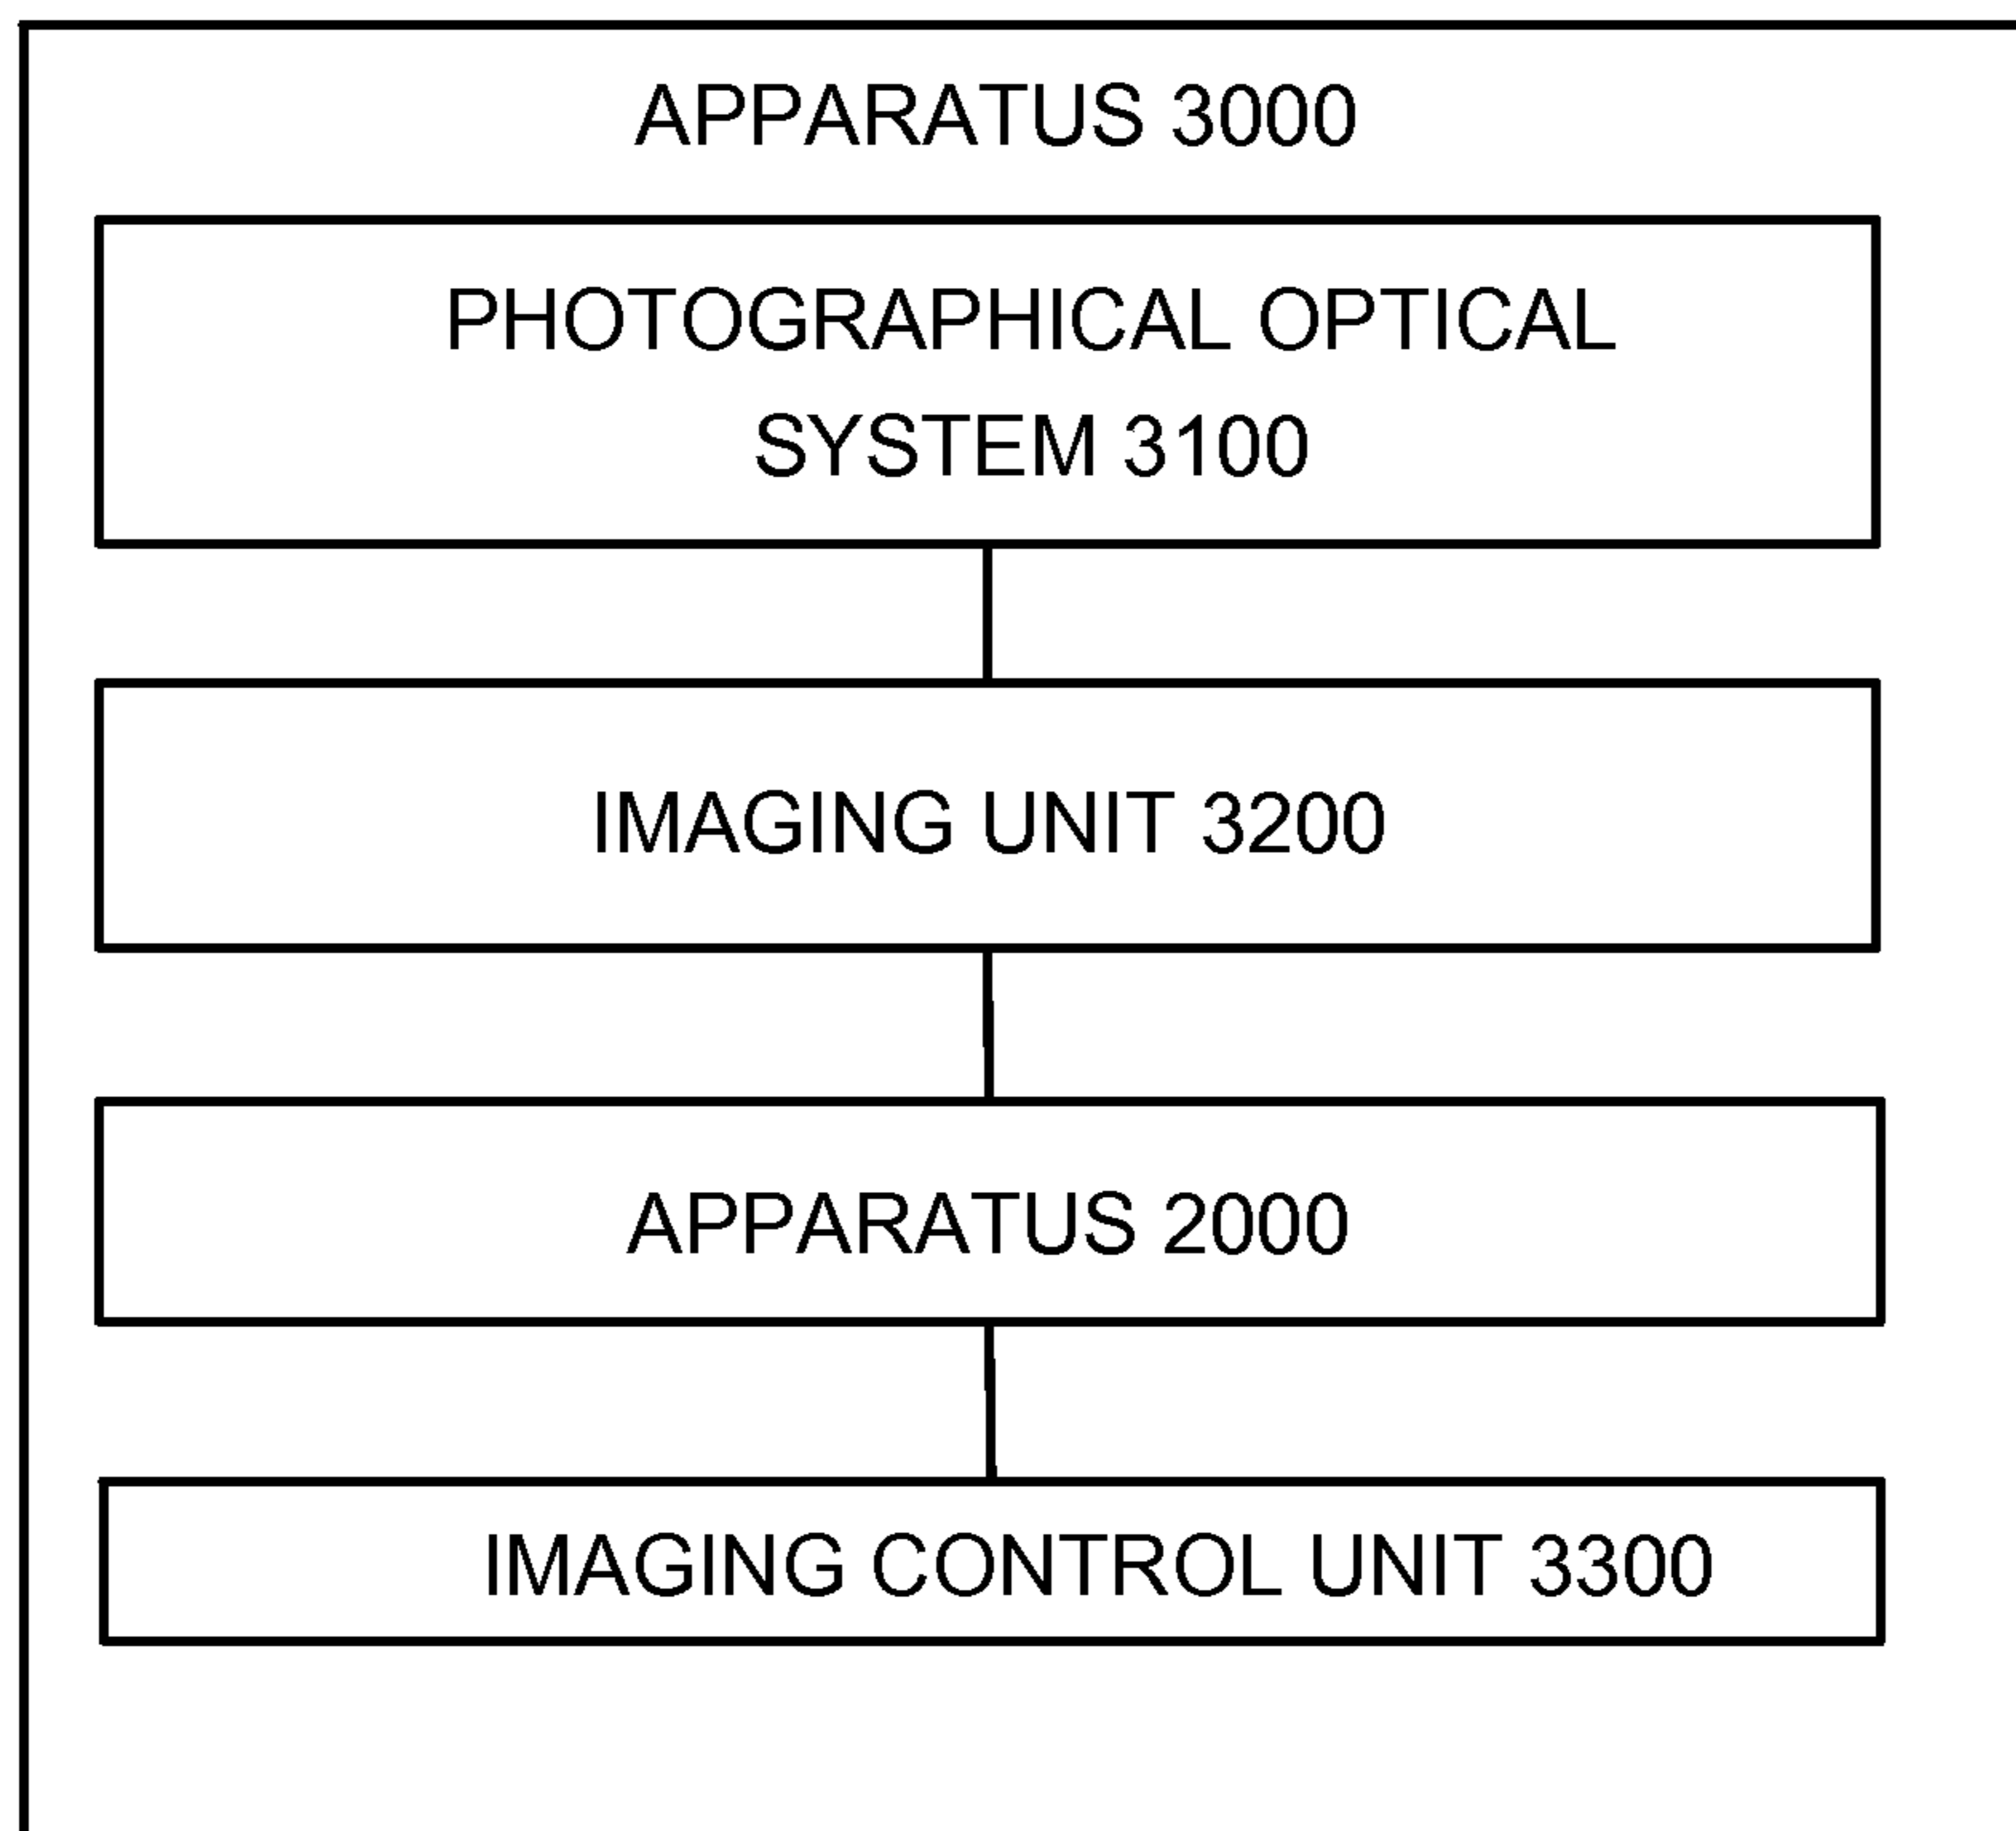 APPARATUS 3000
PHOTOGRAPHICAL OPTICAL
SYSTEM 3100
IMAGING UNIT 3200
APPARATUS 2000
IMAGING CONTROL UNIT 3300